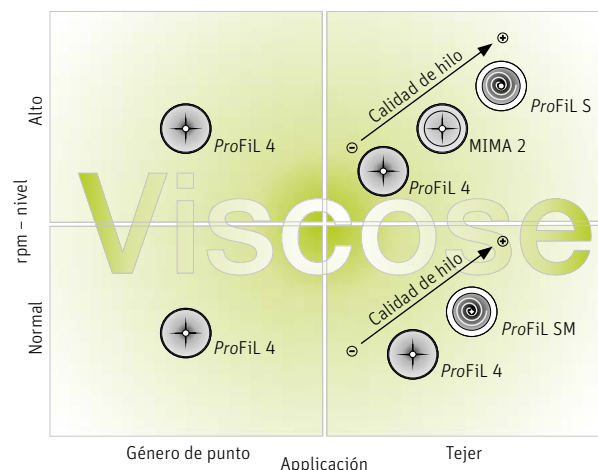 Alto
rpm – nivel
Normal
Viscose
ProFiL 4
Calidad de hilo
ProFiL S
MIMA 2
ProFiL 4
ProFiL 4
Calidad de hilo
ProFiL SM
ProFiL 4
Género de punto
Applicación
Tejer